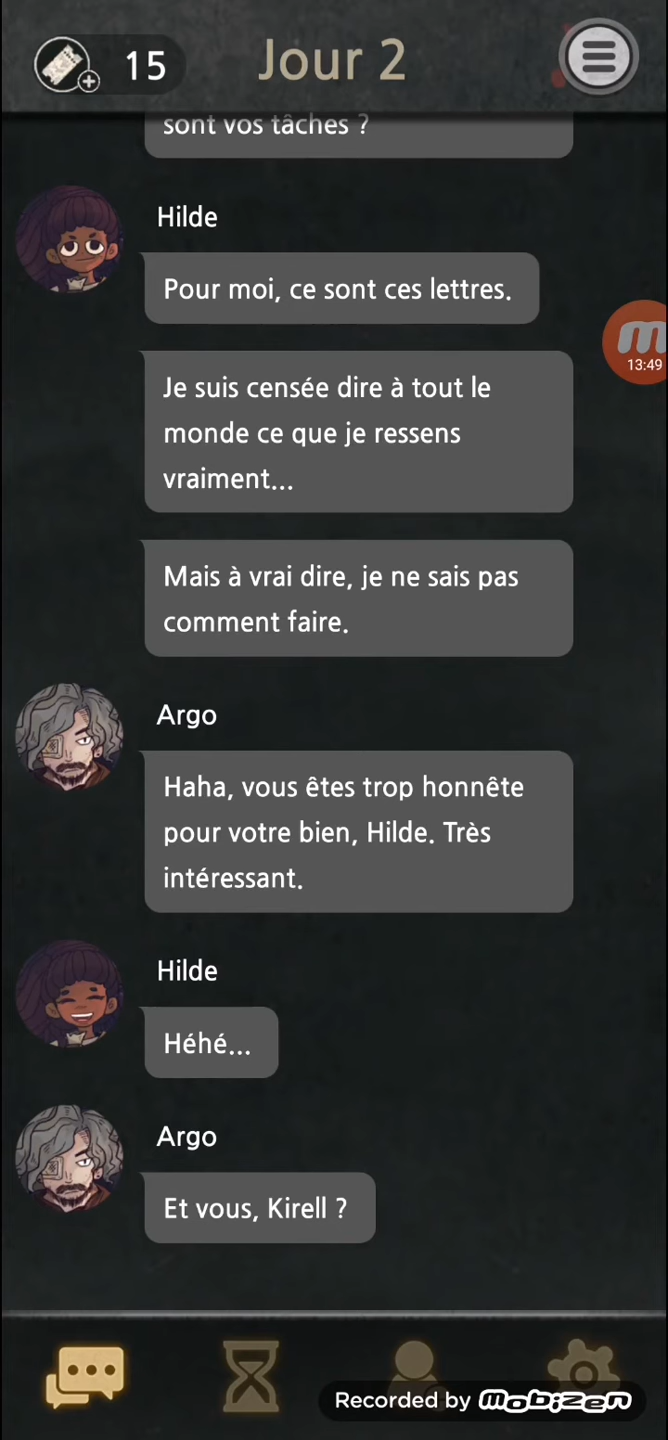 15
Jour 2
sont vos tâches ?
Hilde
Pour moi, ce sont ces lettres.
13:49
Je suis censée dire à tout le
monde ce que je ressens
vraiment...
Mais à vrai dire, je ne sais pas
comment faire.
Argo
Haha, vous êtes trop honnête
pour votre bien, Hilde. Très
intéressant.
Hilde
Héhé...
Argo
Et vous, Kirell ?
Recorded by mobizen